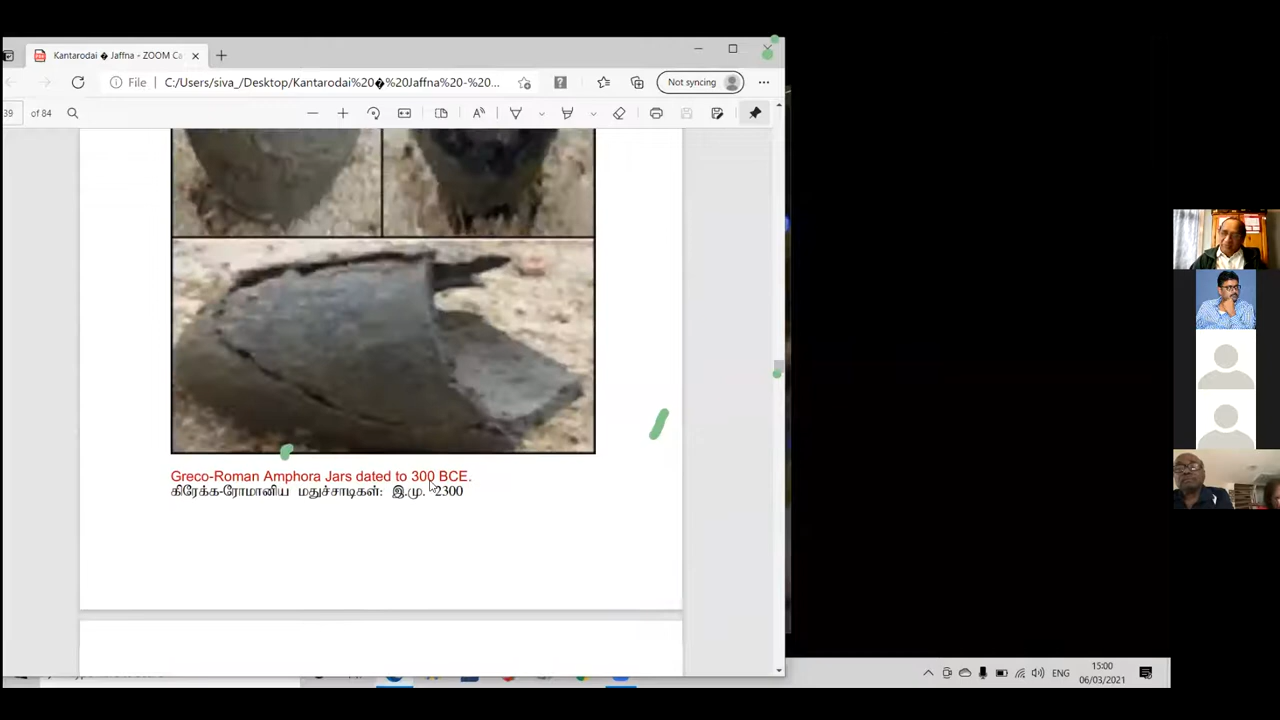 Kantarodai � Jaffna - ZOOM Ca
File
C:/Users/siva_/Desktop/Kantarodai%20�%20Jaffna%20-%20...
Not syncing
39 of 84
Greco-Roman Amphora Jars dated to 300 BCE.
கிரேக்க-ரோமானிய மதுச்சாடிகள்: இ.மு. 2300
ENG
15:00
06/03/2021